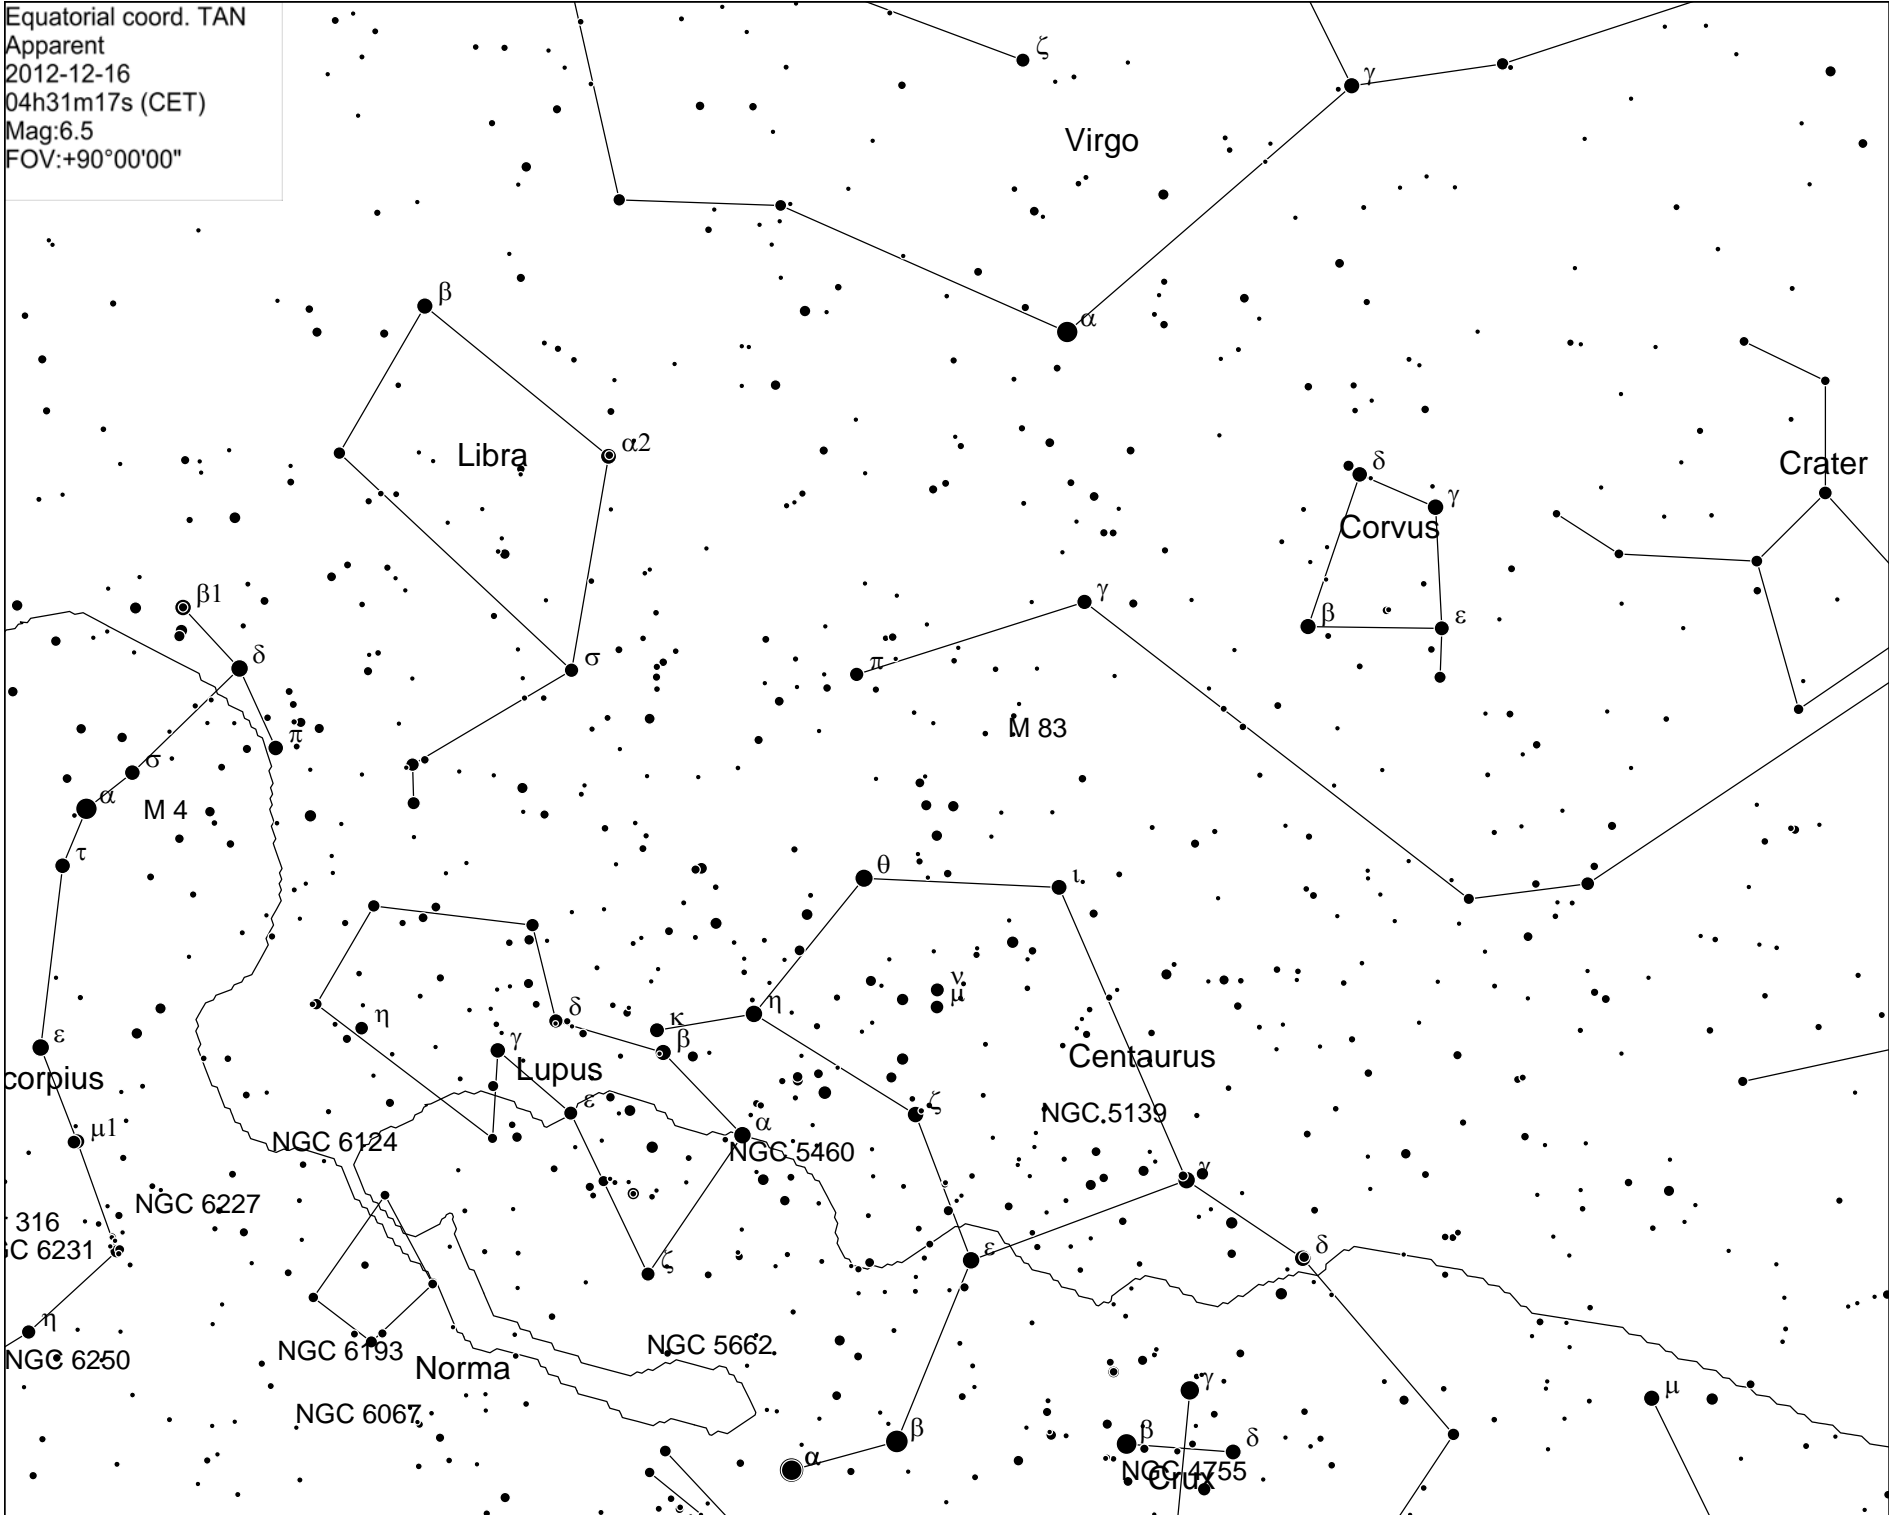 Equatorial coord. TAN
Apparent
2012-12-16
04h31m17s (CET)
Mag:6.5
FOV:+90°00'00"
ζ
γ
Virgo
β
α
Libra
α2
δ
Crater
γ
Corvus
β1
γ
β
ε
δ
σ
π
π
M 83
σ
α
M 4
τ
θ
ι
ν
μ
δ
η
κ
η
ε
γ
β
Lupus
Centaurus
corpius
ε
ζ
NGC 5139
μ1
α
NGC 6124
NGC 5460
γ
NGC 6227
316
GC 6231
δ
ε
ζ
η
NGC 5662
NGC 6193
NGC 6250
Norma
γ
μ
NGC 6067
β
β
δ
α
NGC 4755
Crux